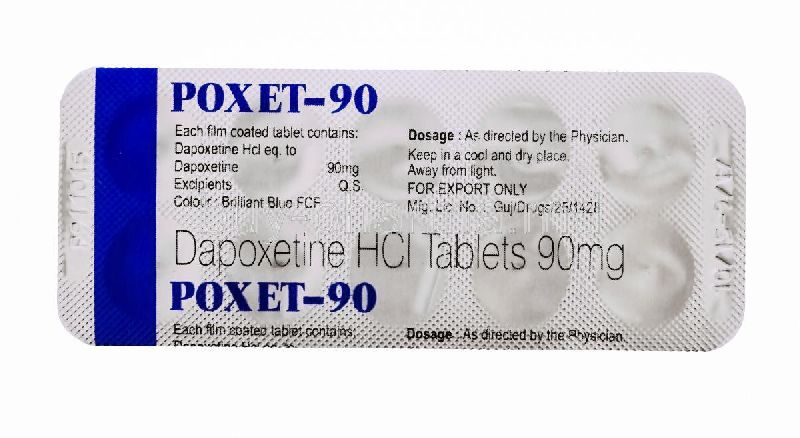 POXET-90
Each film coated tablet contains:
Dapoxetine Hcl eq. to
Dapoxetine 90mg
Excipients Q.S.
Colour : Brilliant Blue FCF
Dosage : As directed by the Physician.
Keep in a cool and dry place.
Away from light.
FOR EXPORT ONLY
Mfg. Lic. No. : Guj/Drugs/25/1428
Dapoxetine HCl Tablets 90mg
POXET-90
Each film coated tablet contains:
Dosage : As directed by the Physician.